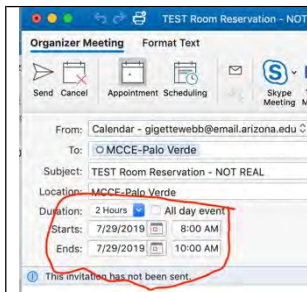 TEST Room Reservation - NOT
Organizer Meeting Format Text
Send Cancel Appointment Scheduling Skype Meeting
From: Calendar - gigettewebb@email.arizona.edu
To: MCCE-Palo Verde
Subject: TEST Room Reservation - NOT REAL
Location: MCCE-Palo Verde
Duration: 2 Hours All day event
Starts: 7/29/2019 8:00 AM
Ends: 7/29/2019 10:00 AM
This invitation has not been sent.